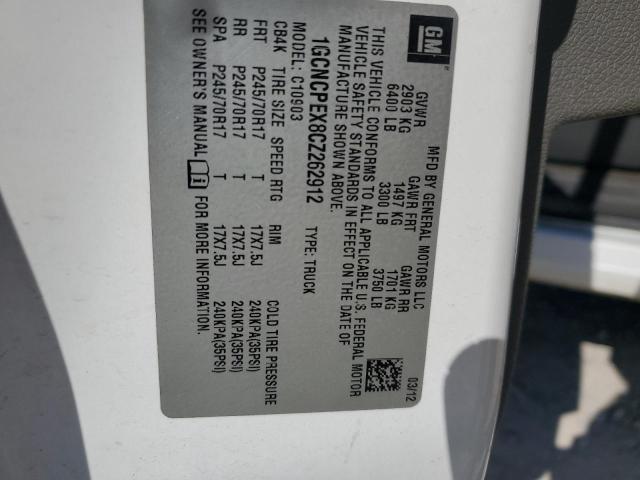 GM
MFD BY GENERAL MOTORS LLC
03/12
GVWR GAWR FRT GAWR RR
2903 KG 1497 KG 1701 KG
6400 LB 3300 LB 3750 LB
THIS VEHICLE CONFORMS TO ALL APPLICABLE U.S. FEDERAL MOTOR
VEHICLE SAFETY STANDARDS IN EFFECT ON THE DATE OF
MANUFACTURE SHOWN ABOVE.
1GCNCPEX8CZ262912 TYPE: TRUCK
MODEL: C10903
CB4K TIRE SIZE SPEED RTG RIM COLD TIRE PRESSURE
FRT P245/70R17 T 17X7.5J 240KPA(35PSI)
RR P245/70R17 T 17X7.5J 240KPA(35PSI)
SPA P245/70R17 T 17X7.5J 240KPA(35PSI)
SEE OWNER'S MANUAL FOR MORE INFORMATION.